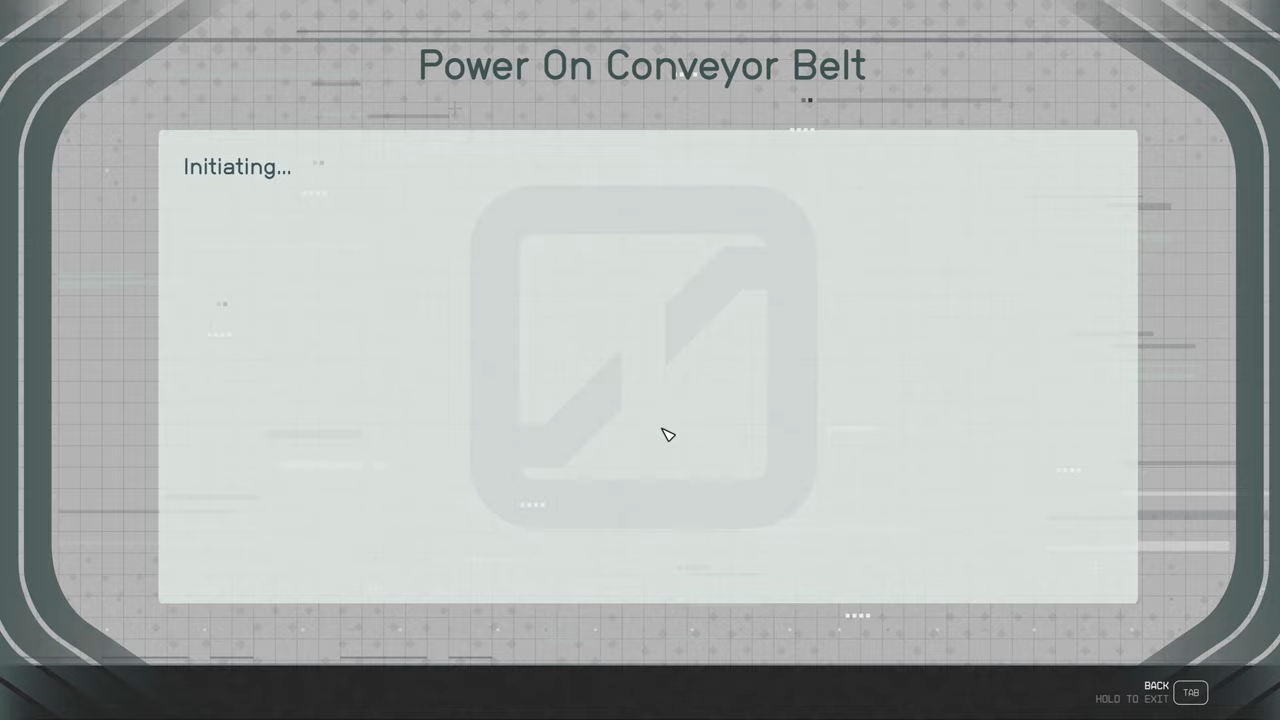 Power On Conveyor Belt
Initiating...
BACK
HOLD TO EXIT
TAB